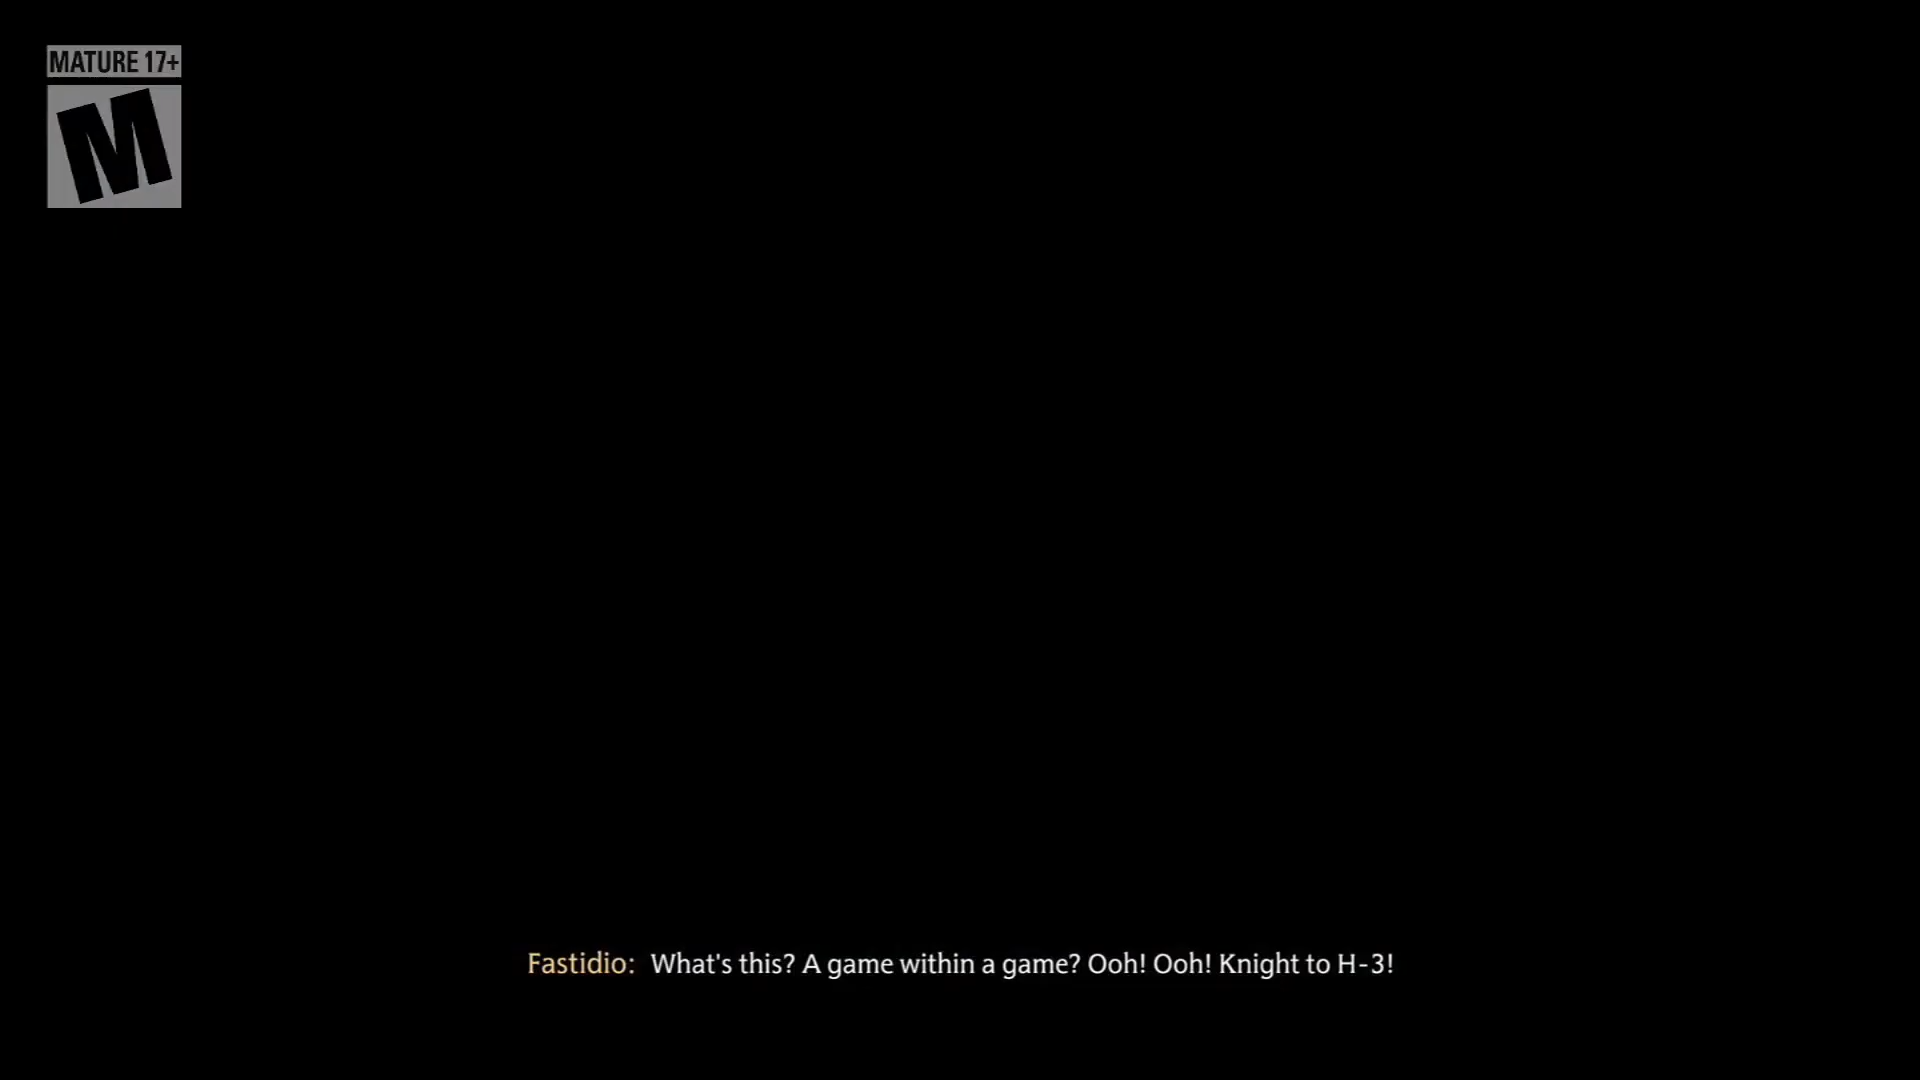 MATURE 17+
M
Fastidio: What's this? A game within a game? Ooh! Ooh! Knight to H-3!